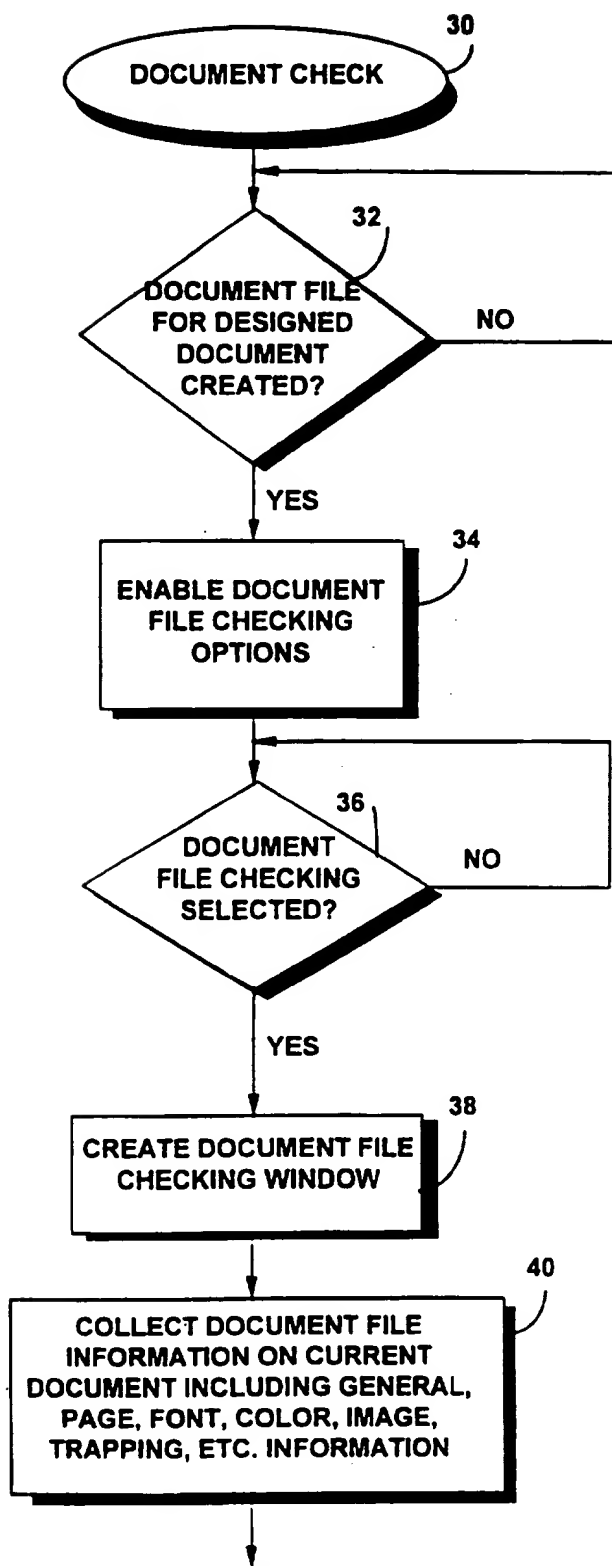 30
DOCUMENT CHECK
32
DOCUMENT FILE
FOR DESIGNED
DOCUMENT
CREATED?
NO
YES
34
ENABLE DOCUMENT
FILE CHECKING
OPTIONS
36
DOCUMENT
FILE CHECKING
SELECTED?
NO
YES
38
CREATE DOCUMENT FILE
CHECKING WINDOW
40
COLLECT DOCUMENT FILE
INFORMATION ON CURRENT
DOCUMENT INCLUDING GENERAL,
PAGE, FONT, COLOR, IMAGE,
TRAPPING, ETC. INFORMATION